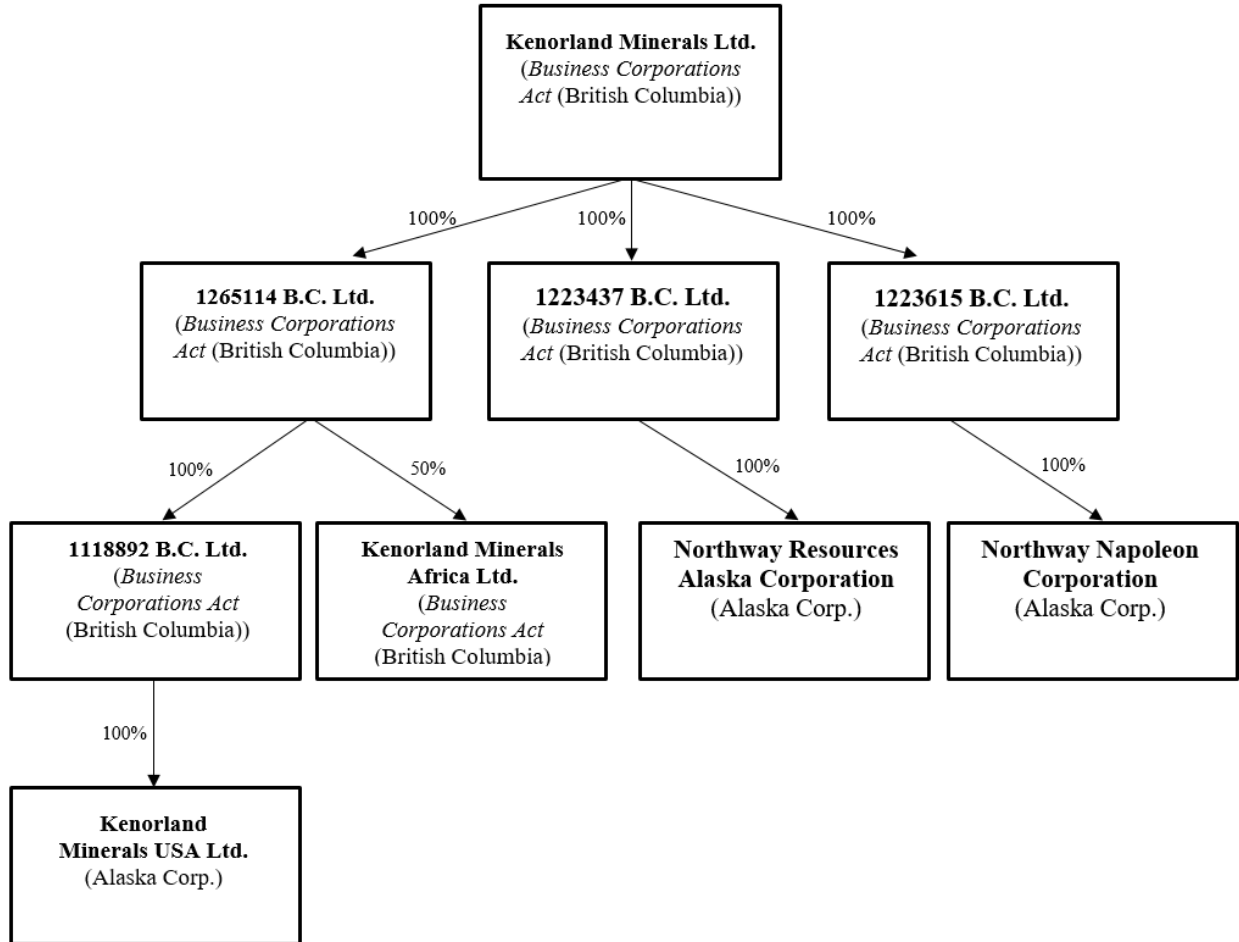 Kenorland Minerals Ltd.
(Business Corporations
Act (British Columbia))
100%
100%
100%
1265114 B.C. Ltd.
(Business Corporations
Act (British Columbia))
1223437 B.C. Ltd.
(Business Corporations
Act (British Columbia))
1223615 B.C. Ltd.
(Business Corporations
Act (British Columbia))
100%
50%
100%
100%
1118892 B.C. Ltd.
(Business
Corporations Act
(British Columbia))
Kenorland Minerals
Africa Ltd.
(Business
Corporations Act
(British Columbia)
Northway Resources
Alaska Corporation
(Alaska Corp.)
Northway Napoleon
Corporation
(Alaska Corp.)
100%
Kenorland
Minerals USA Ltd.
(Alaska Corp.)